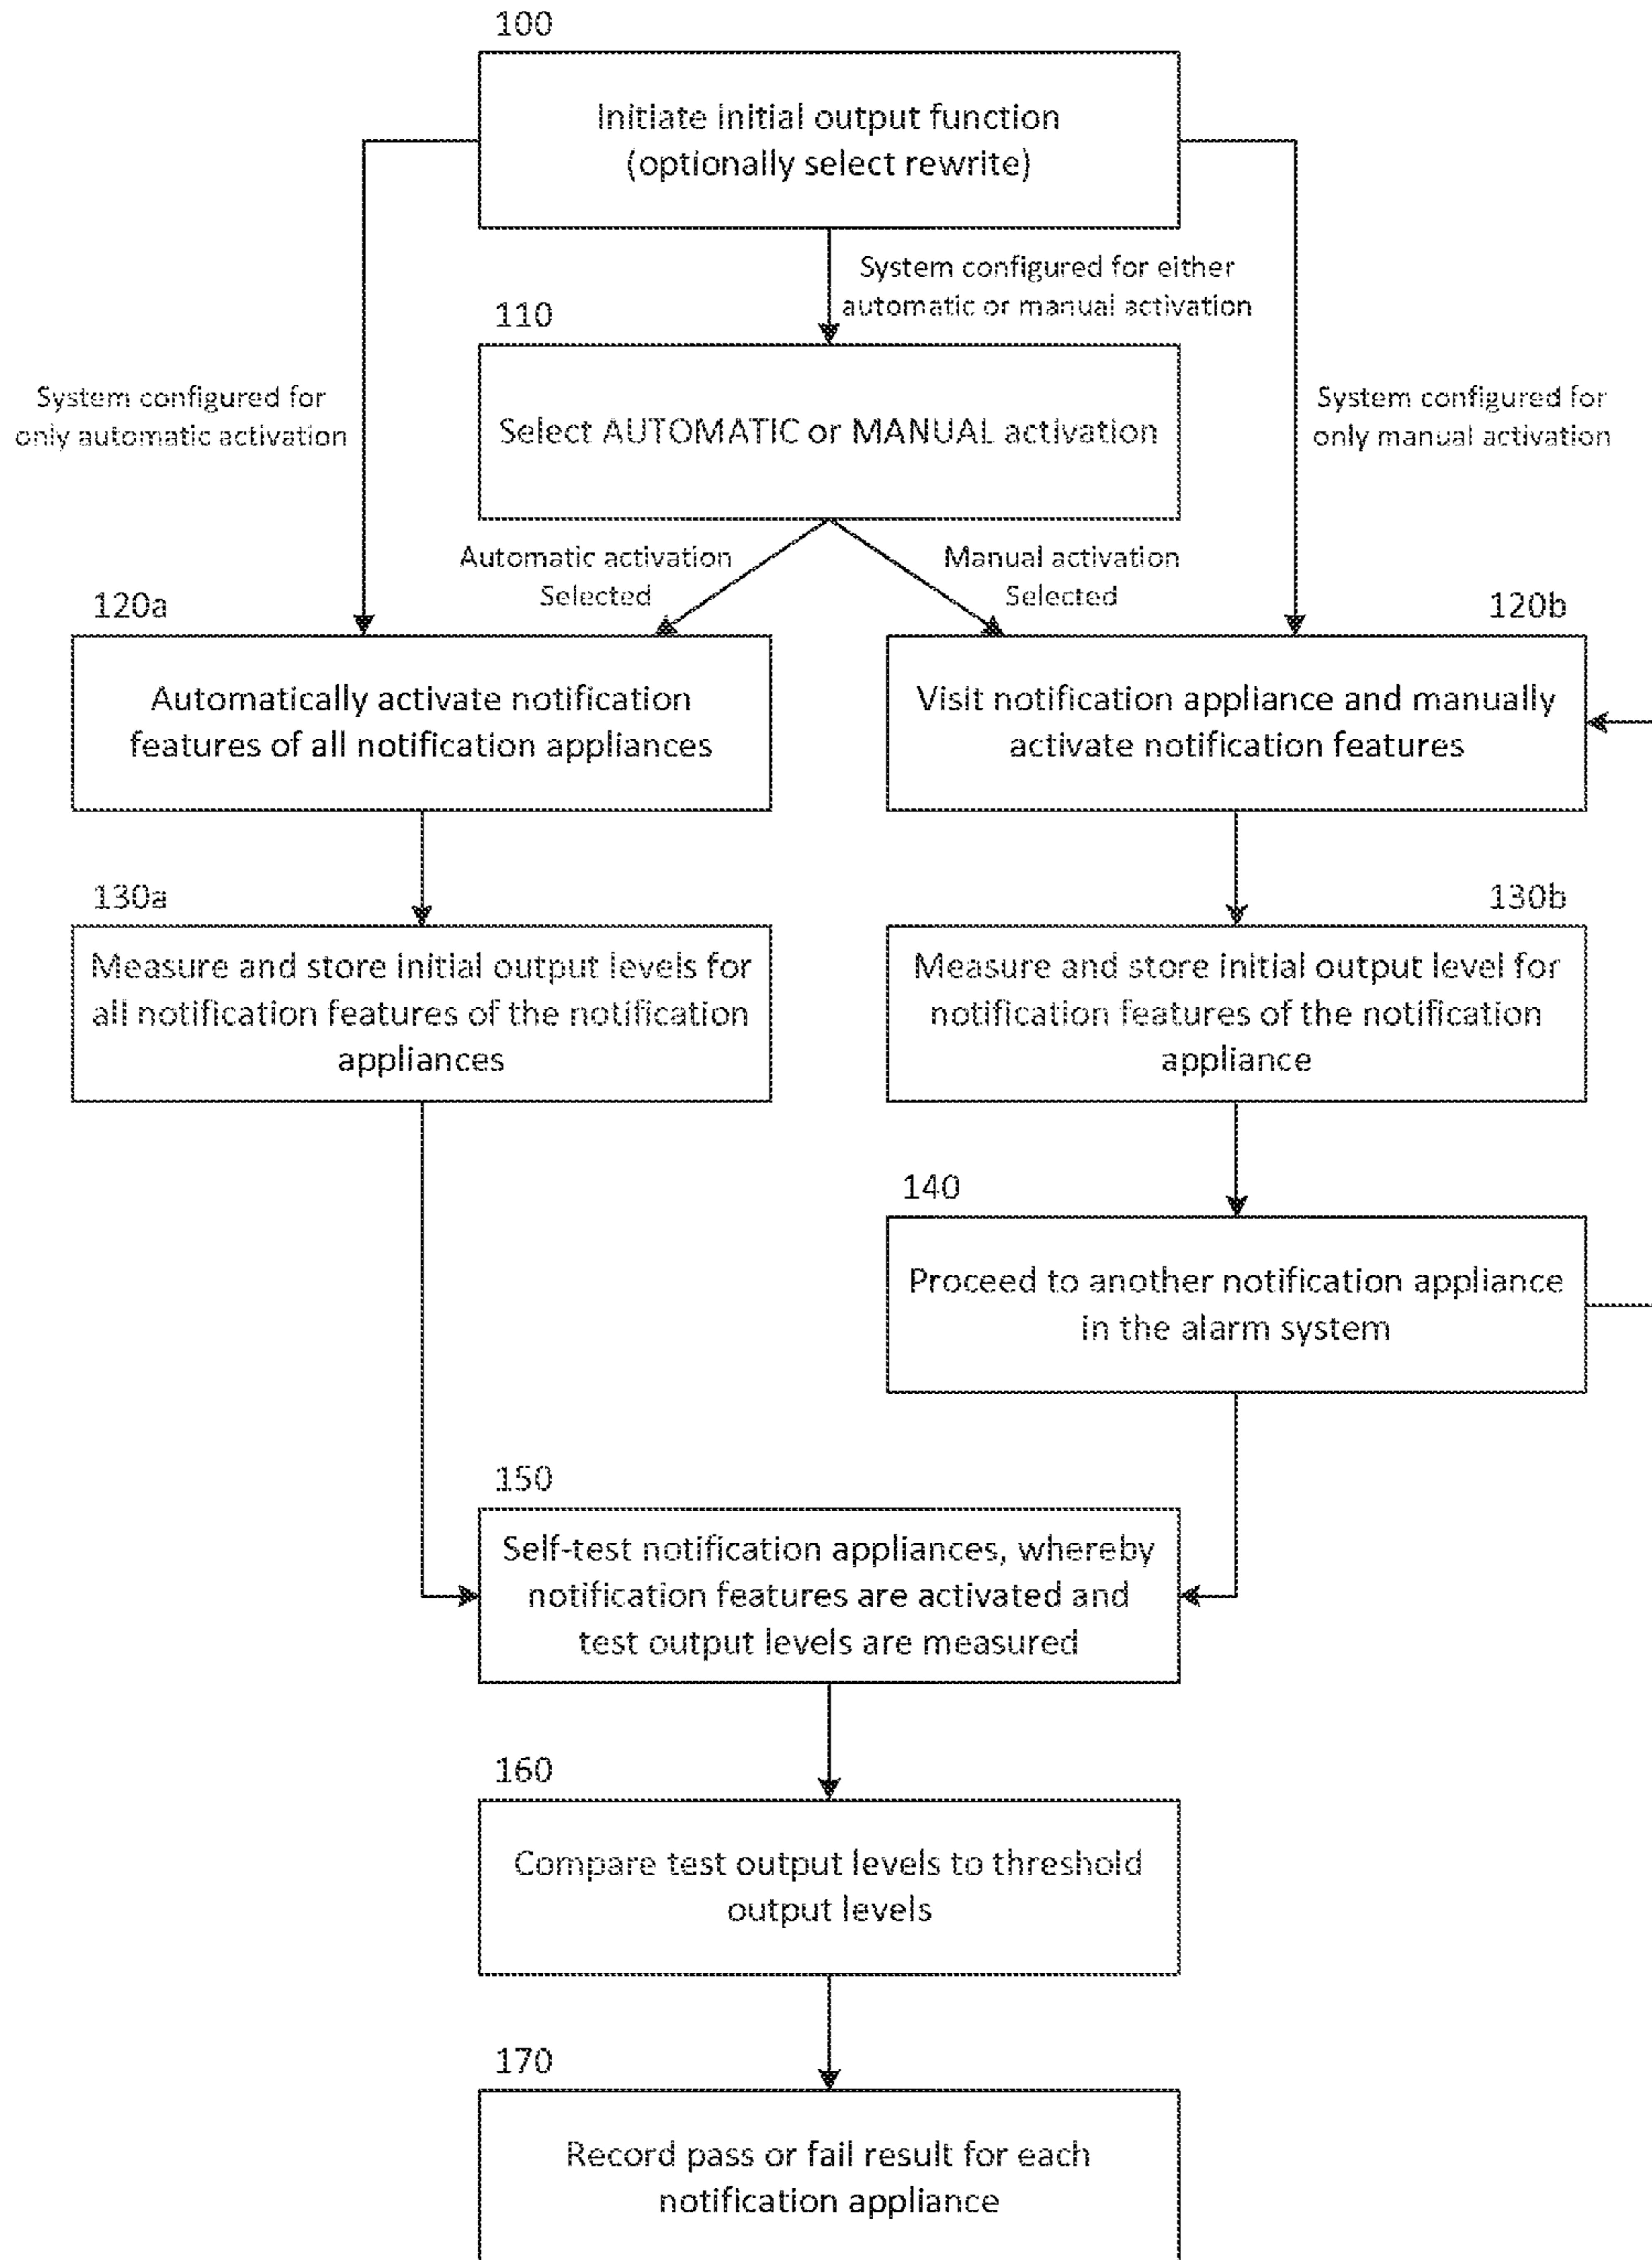 100
Initiate initial output function
(optionally select rewrite)
System configured for either
automatic or manual activation
110
System configured for
only automatic activation
Select AUTOMATIC or MANUAL activation
System configured for
only manual activation
Automatic activation
Selected
Manual activation
Selected
120a
120b
Automatically activate notification
features of all notification appliances
Visit notification appliance and manually
activate notification features
130a
130b
Measure and store initial output levels for
all notification features of the notification
appliances
Measure and store initial output level for
notification features of the notification
appliance
140
Proceed to another notification appliance
in the alarm system
150
Self-test notification appliances, whereby
notification features are activated and
test output levels are measured
160
Compare test output levels to threshold
output levels
170
Record pass or fail result for each
notification appliance